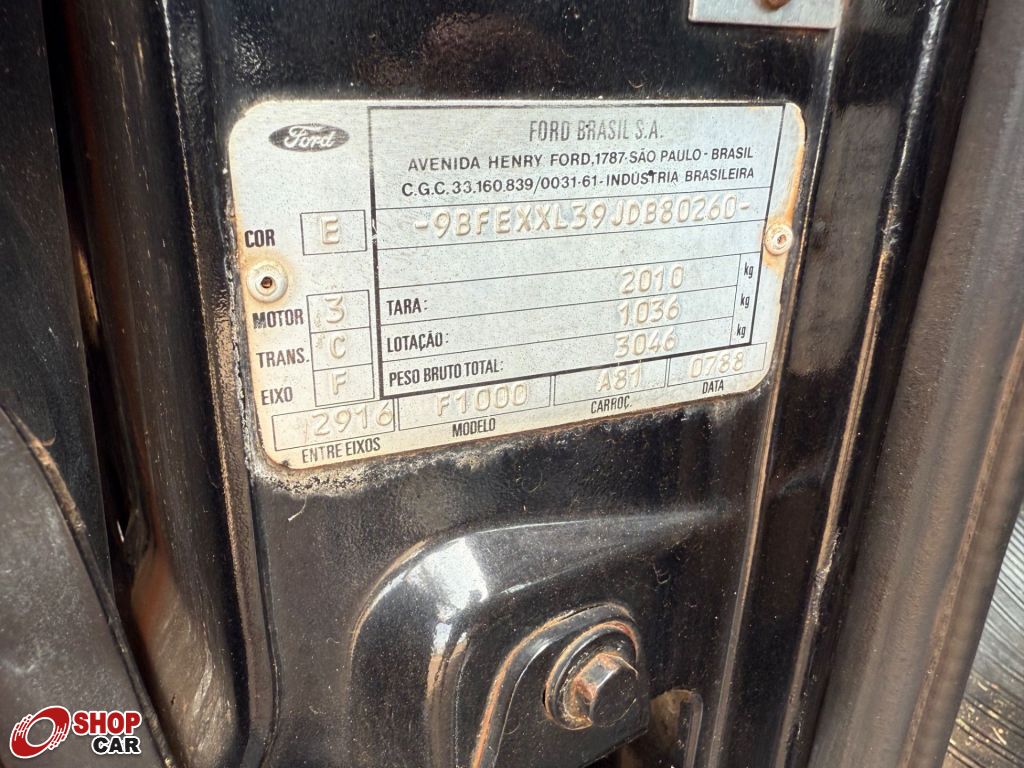 Ford
FORD BRASIL S.A.
AVENIDA HENRY FORD, 1787-SÃO PAULO - BRASIL
C.G.C. 33.160.839/0031-61 - INDÚSTRIA BRASILEIRA
COR E
-9BFEXXL39JDB80260-
MOTOR 3
TRANS. C
EIXO F
TARA: 2010 kg
LOTAÇÃO: 1036 kg
PESO BRUTO TOTAL: 3046 kg
2916 F1000 A81 0788
ENTRE EIXOS MODELO CARROÇ. DATA
SHOP
CAR